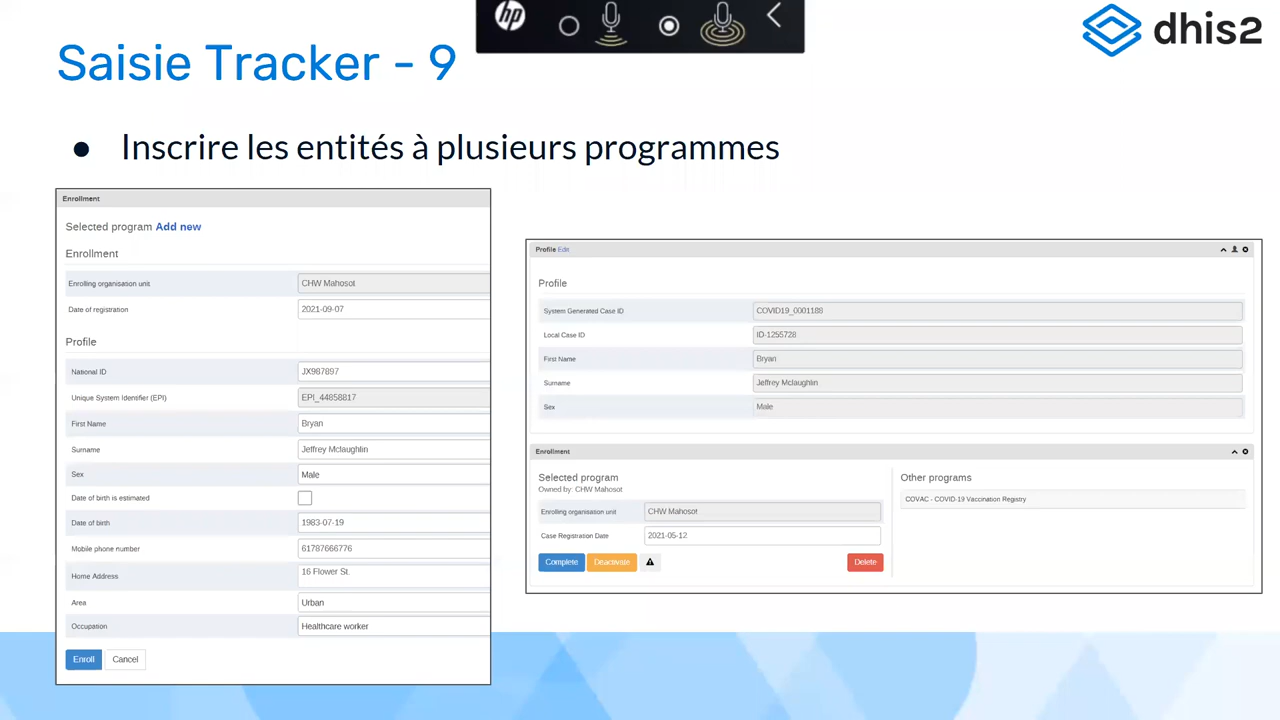 hp
dhis2
Saisie Tracker - 9
● Inscrire les entités à plusieurs programmes
Enrollment
Selected program Add new
Enrollment
Enrolling organisation unit CHW Mahosot
Date of registration 2021-09-07
Profile
National ID JX987897
Unique System Identifier (EPI) EPI_44858817
First Name Bryan
Surname Jeffrey Mclaughlin
Sex Male
Date of birth is estimated
Date of birth 1983-07-19
Mobile phone number 61787666776
Home Address 16 Flower St.
Area Urban
Occupation Healthcare worker
Enroll Cancel
Profile Edit
Profile
System Generated Case ID COVID19_0001188
Local Case ID ID-1255728
First Name Bryan
Surname Jeffrey Mclaughlin
Sex Male
Enrollment
Selected program
Owned by: CHW Mahosot
Enrolling organisation unit CHW Mahosot
Case Registration Date 2021-05-12
Complete Deactivate Delete
Other programs
COVAC - COVID-19 Vaccination Registry